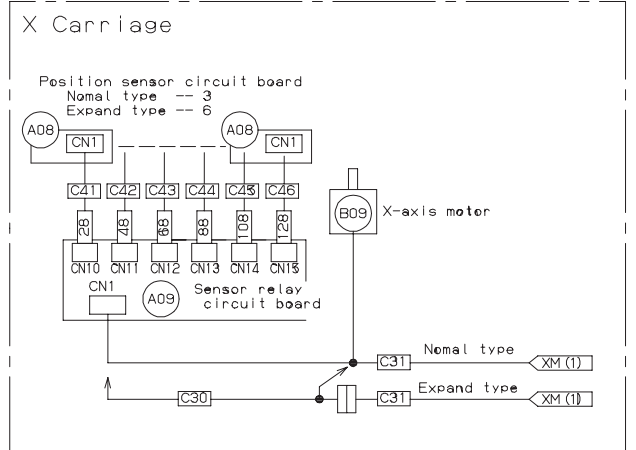 X Carriage
Position sensor circuit board
Nomal type -- 3
Expand type -- 6
A08
CN1
A08
CN1
C41
C42
C43
C44
C45
C46
28
48
68
88
108
128
CN10
CN11
CN12
CN13
CN14
CN15
B09
X-axis motor
CN1
A09
Sensor relay
circuit board
Nomal type
C31
XM (1)
Expand type
C30
C31
XM (1)